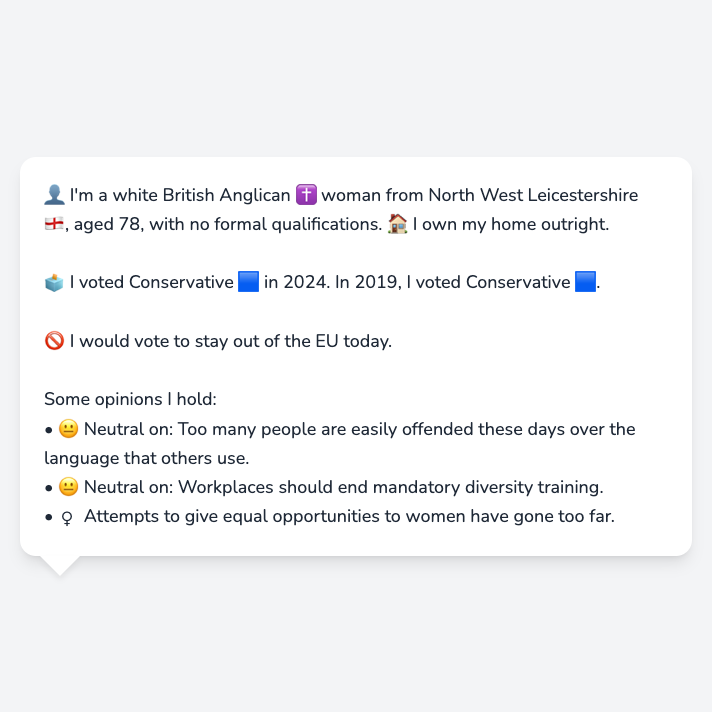 👤 I'm a white British Anglican ✝️ woman from North West Leicestershire
🏴󠁧󠁢󠁥󠁮󠁧󠁿, aged 78, with no formal qualifications. 🏠 I own my home outright.
🗳️ I voted Conservative 🟦 in 2024. In 2019, I voted Conservative 🟦.
🚫 I would vote to stay out of the EU today.
Some opinions I hold:
• 😐 Neutral on: Too many people are easily offended these days over the
language that others use.
• 😐 Neutral on: Workplaces should end mandatory diversity training.
• ♀ Attempts to give equal opportunities to women have gone too far.